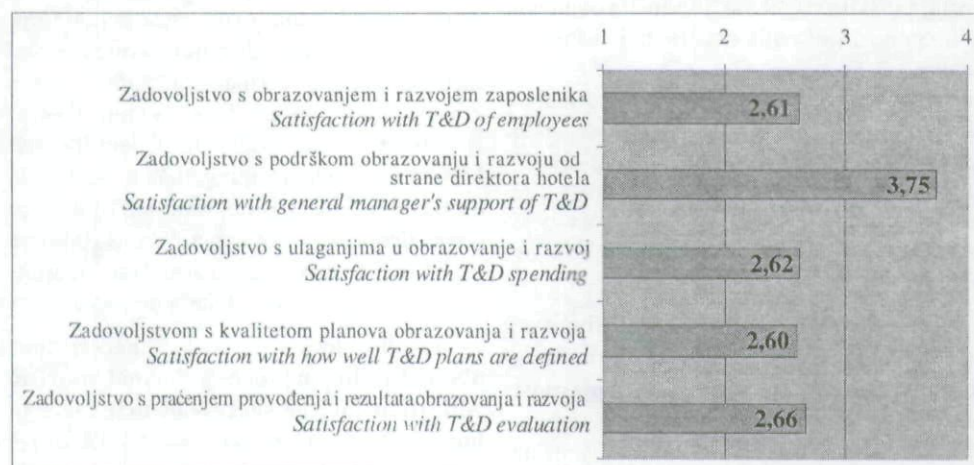 1 2 3 4
Zadovoljstvo s obrazovanjem i razvojem zaposlenika
Satisfaction with T&D of employees
2,61
Zadovoljstvo s podrškom obrazovanju i razvoju od
strane direktora hotela
Satisfaction with general manager's support of T&D
3,75
Zadovoljstvo s ulaganjima u obrazovanje i razvoj
Satisfaction with T&D spending
2,62
Zadovoljstvom s kvalitetom planova obrazovanja i razvoja
Satisfaction with how well T&D plans are defined
2,60
Zadovoljstvo s praćenjem provođenja i rezultata obrazovanja i razvoja
Satisfaction with T&D evaluation
2,66